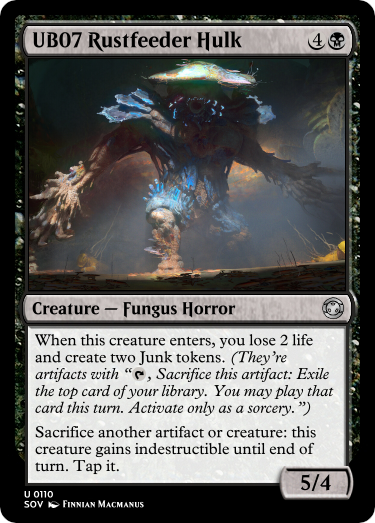 UB07 Rustfeeder Hulk 4
Creature — Fungus Horror
When this creature enters, you lose 2 life
and create two Junk tokens. (They're
artifacts with “, Sacrifice this artifact: Exile
the top card of your library. You may play that
card this turn. Activate only as a sorcery.”)
Sacrifice another artifact or creature: this
creature gains indestructible until end of
turn. Tap it.
5/4
U 0110
SOV Finnian Macmanus